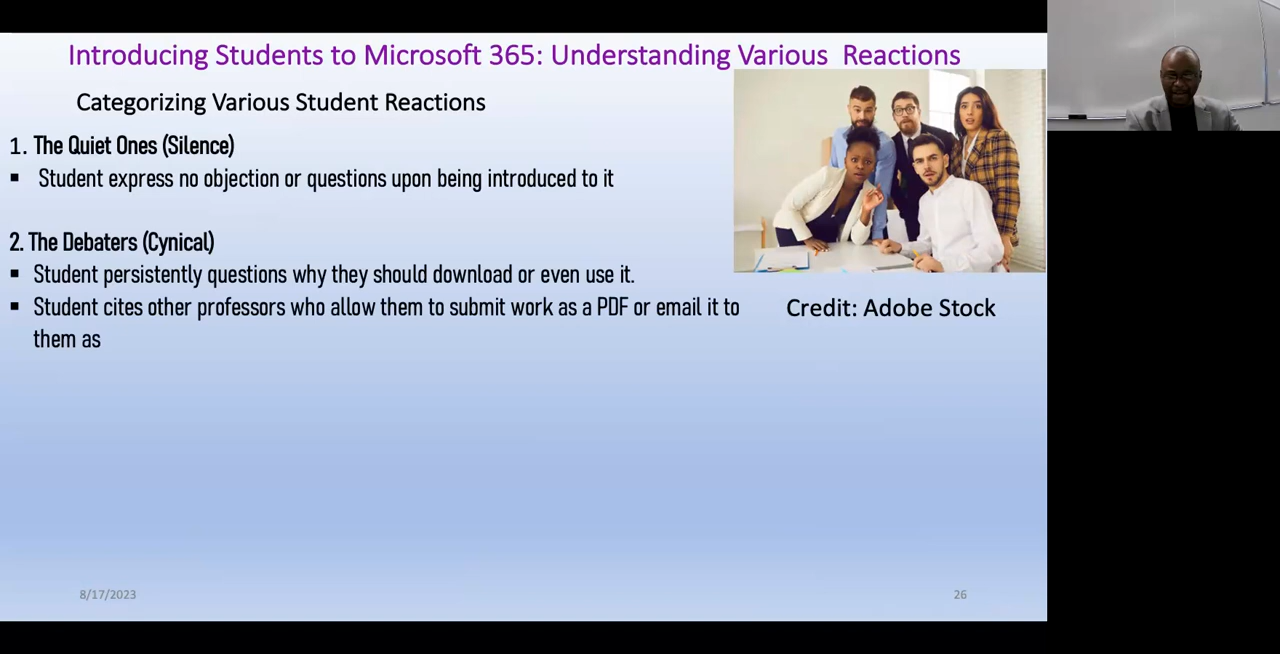 Introducing Students to Microsoft 365: Understanding Various  Reactions
Categorizing Various Student Reactions
1. The Quiet Ones (Silence)
▪ Student express no objection or questions upon being introduced to it
2. The Debaters (Cynical)
▪ Student persistently questions why they should download or even use it.
▪ Student cites other professors who allow them to submit work as a PDF or email it to
them as
Credit: Adobe Stock
8/17/2023
26